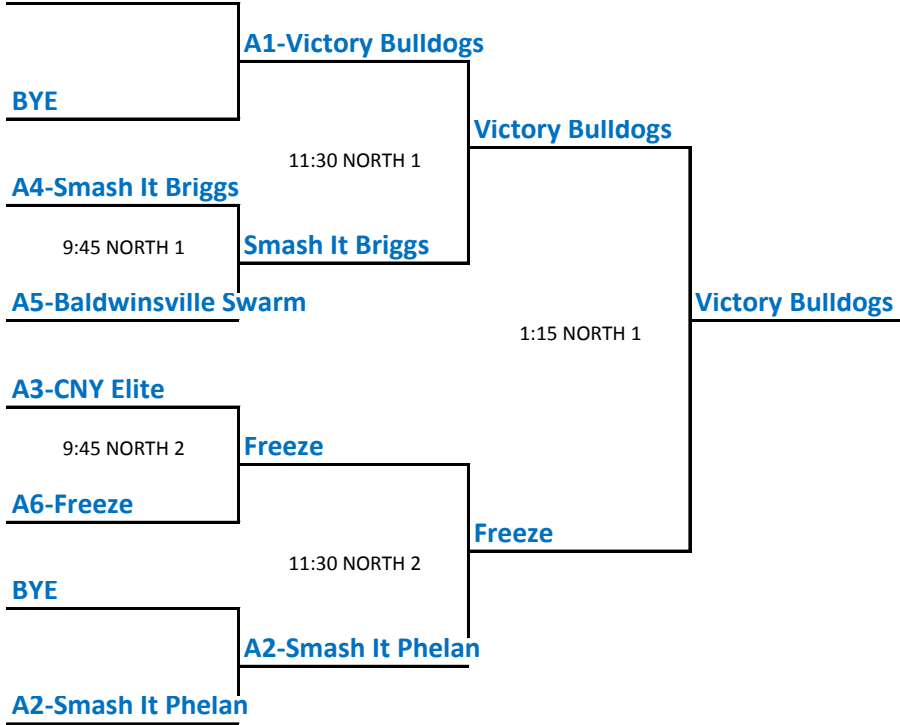 A1-Victory Bulldogs
BYE
Victory Bulldogs
11:30 NORTH 1
A4-Smash It Briggs
9:45 NORTH 1
Smash It Briggs
A5-Baldwinsville Swarm
Victory Bulldogs
1:15 NORTH 1
A3-CNY Elite
9:45 NORTH 2
Freeze
A6-Freeze
Freeze
11:30 NORTH 2
BYE
A2-Smash It Phelan
A2-Smash It Phelan